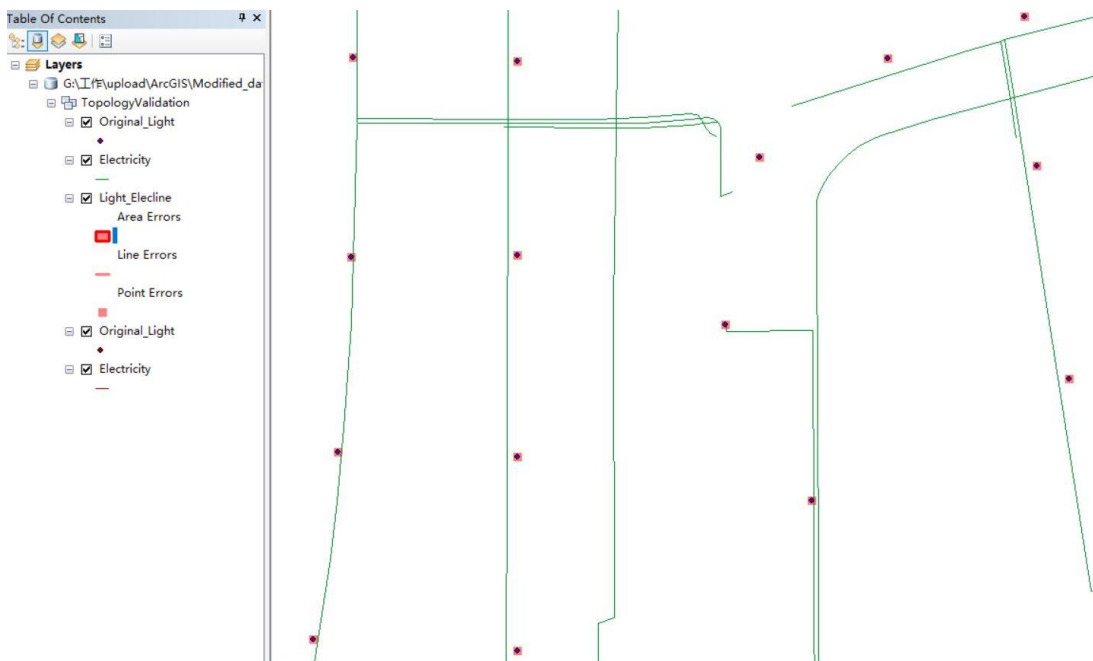 Table Of Contents
Layers
G:\工作\upload\ArcGIS\Modified_da
TopologyValidation
Original_Light
Electricity
Light_Elecline
Area Errors
Line Errors
Point Errors
Original_Light
Electricity